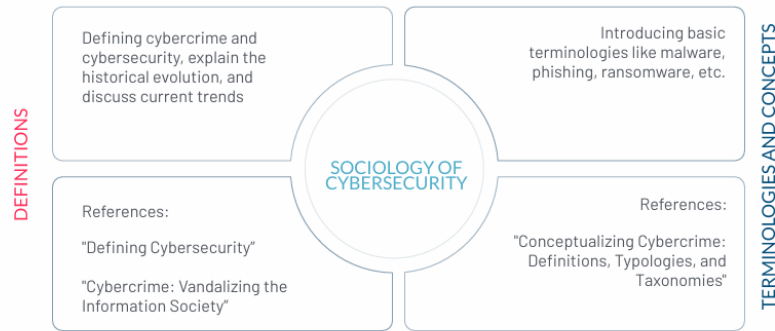 DEFINITIONS
Defining cybercrime and
cybersecurity, explain the
historical evolution, and
discuss current trends
Introducing basic
terminologies like malware,
phishing, ransomware, etc.
SOCIOLOGY OF
CYBERSECURITY
References:
"Defining Cybersecurity"
"Cybercrime: Vandalizing the
Information Society"
References:
"Conceptualizing Cybercrime:
Definitions, Typologies, and
Taxonomies"
TERMINOLOGIES AND CONCEPTS